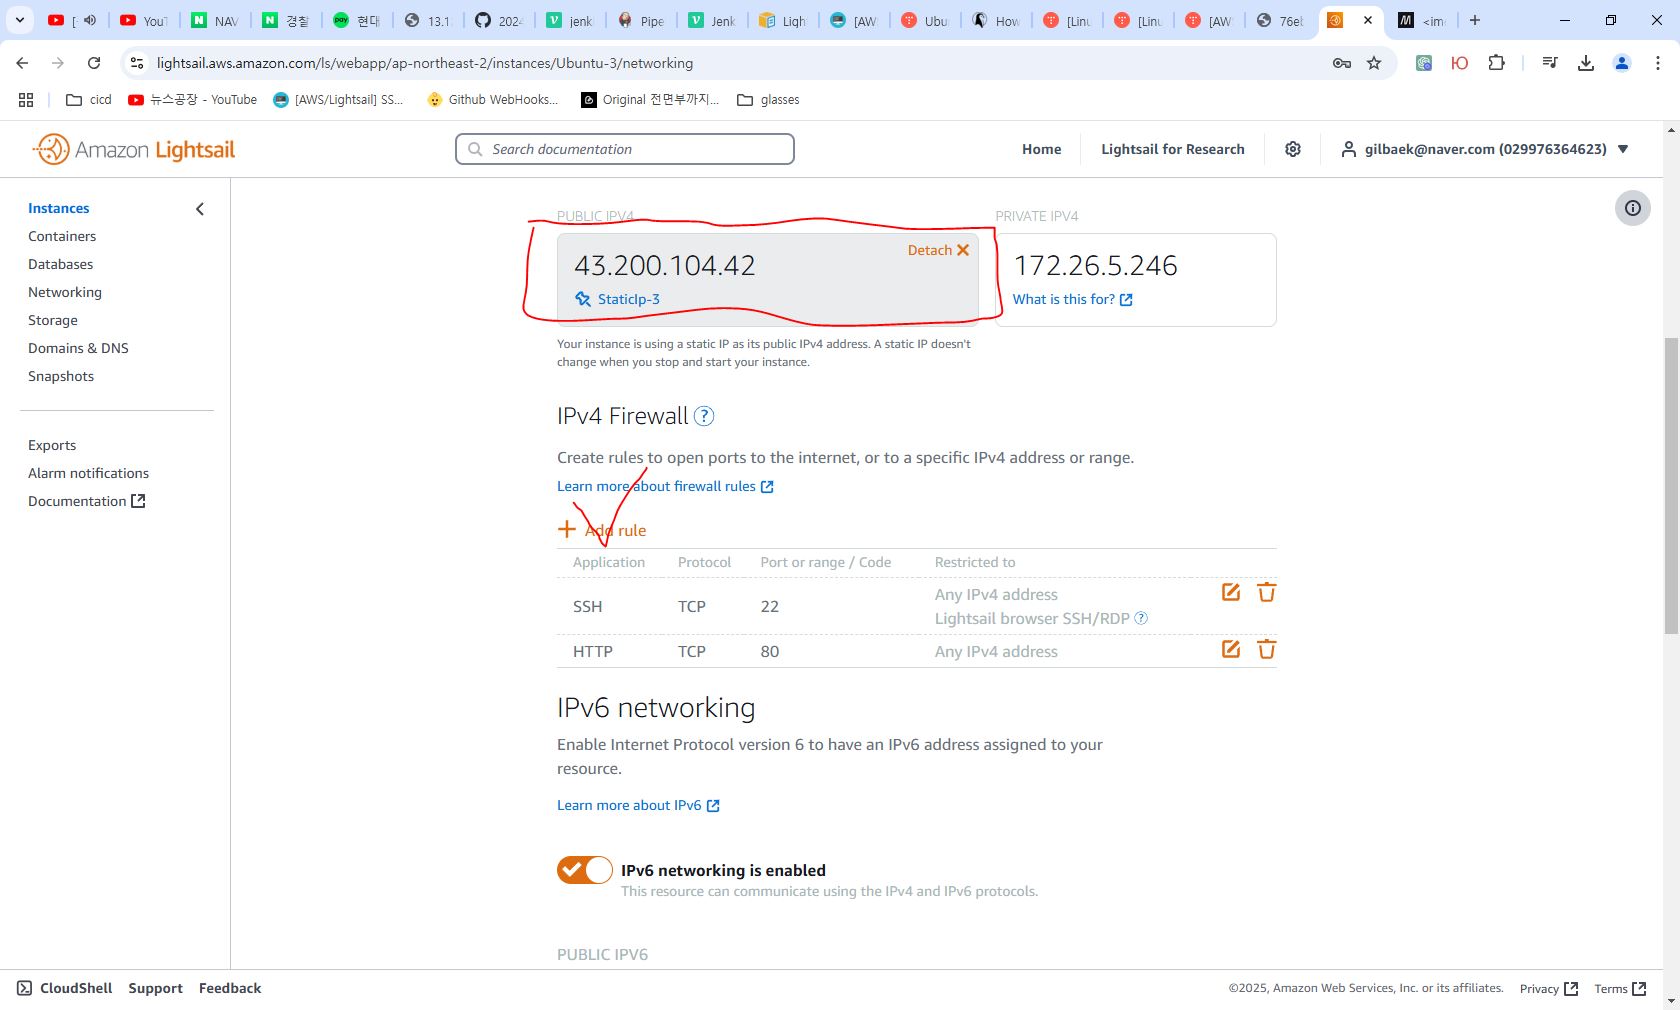 [
YouT
NAV
경찰
pay
현대
13.1
2024
jenk
Pipe
Jenk
Ligh
[AW
Ubu
How
[Linu
[Linu
[AW
76eb
<im
lightsail.aws.amazon.com/ls/webapp/ap-northeast-2/instances/Ubuntu-3/networking
cicd
뉴스공장 - YouTube
[AWS/Lightsail] SS...
Github WebHooks...
Original 전면부까지...
glasses
Amazon Lightsail
Search documentation
Home
Lightsail for Research
gilbaek@naver.com (029976364623)
Instances
Containers
Databases
Networking
Storage
Domains & DNS
Snapshots
Exports
Alarm notifications
Documentation
PUBLIC IPV4
43.200.104.42
Detach
StaticIp-3
PRIVATE IPV4
172.26.5.246
What is this for?
Your instance is using a static IP as its public IPv4 address. A static IP doesn't
change when you stop and start your instance.
IPv4 Firewall ?
Create rules to open ports to the internet, or to a specific IPv4 address or range.
Learn more about firewall rules
+ Add rule
Application Protocol Port or range / Code Restricted to
SSH TCP 22 Any IPv4 address
Lightsail browser SSH/RDP ?
HTTP TCP 80 Any IPv4 address
IPv6 networking
Enable Internet Protocol version 6 to have an IPv6 address assigned to your
resource.
Learn more about IPv6
IPv6 networking is enabled
This resource can communicate using the IPv4 and IPv6 protocols.
PUBLIC IPV6
CloudShell
Support
Feedback
©2025, Amazon Web Services, Inc. or its affiliates.
Privacy
Terms